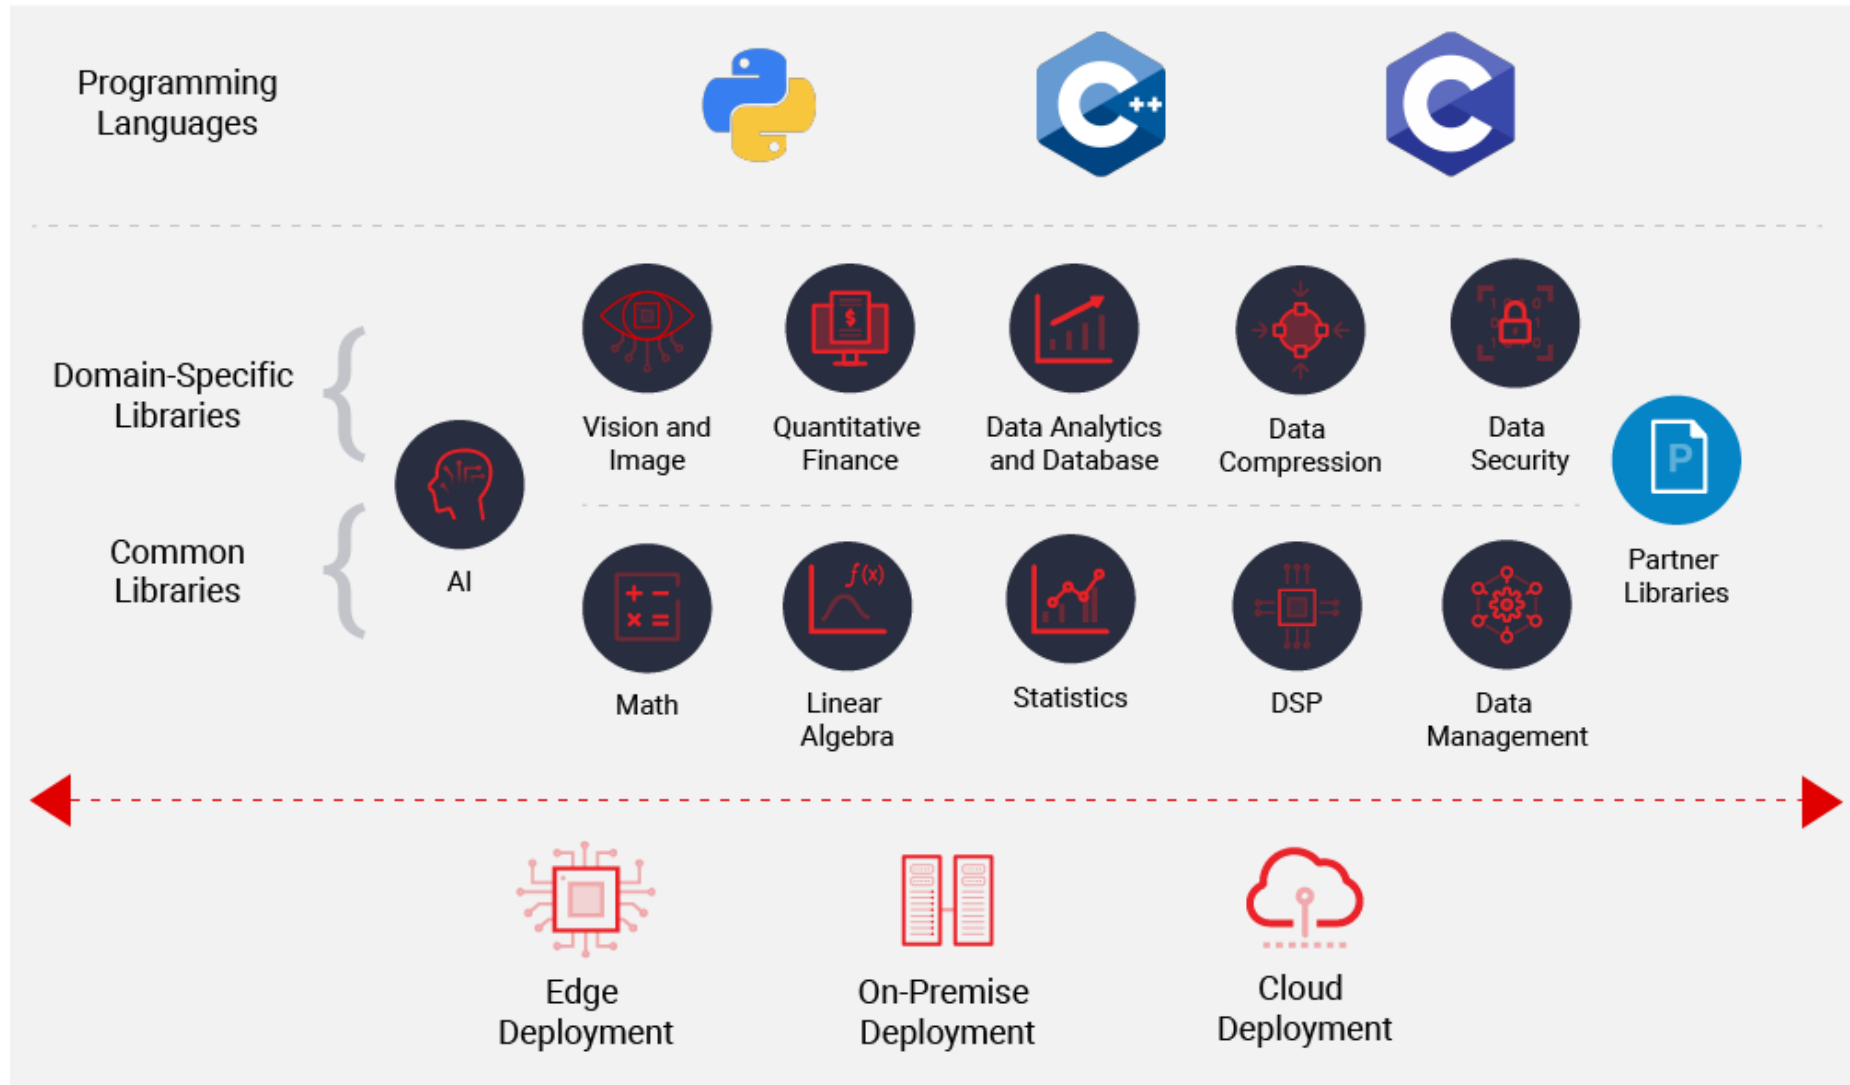 Programming
Languages
C++
C
Domain-Specific
Libraries
Common
Libraries
AI
$
Vision and
Image
Quantitative
Finance
Data Analytics
and Database
Data
Compression
Data
Security
P
Partner
Libraries
+ −
× =
f(x)
Math
Linear
Algebra
Statistics
DSP
Data
Management
Edge
Deployment
On-Premise
Deployment
Cloud
Deployment